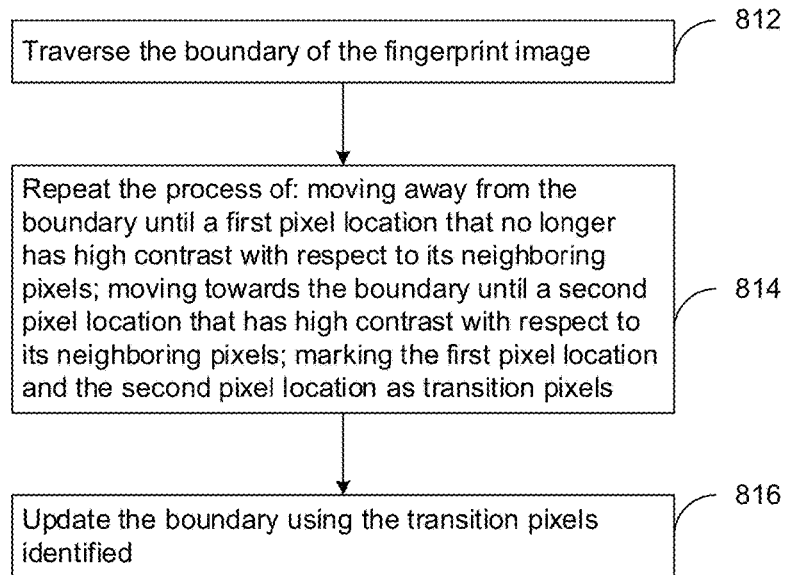 812
Traverse the boundary of the fingerprint image
Repeat the process of: moving away from the
boundary until a first pixel location that no longer
has high contrast with respect to its neighboring
pixels; moving towards the boundary until a second
pixel location that has high contrast with respect to
its neighboring pixels; marking the first pixel location
and the second pixel location as transition pixels
814
816
Update the boundary using the transition pixels
identified